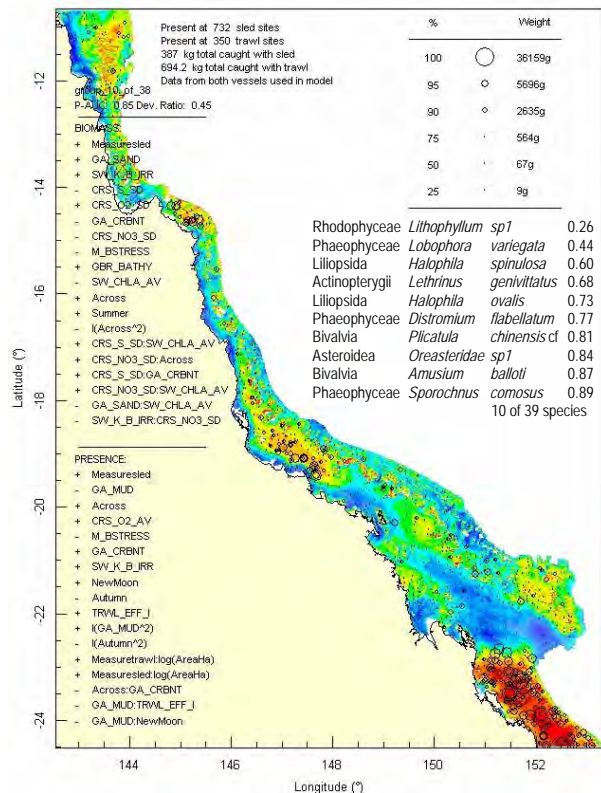 Present at 732 sled sites
Present at 350 trawl sites
387 kg total caught with sled
694.2 kg total caught with trawl
Data from both vessels used in model
group_10_of_38
P-AUC: 0.85 Dev. Ratio: 0.45
BIOMASS:
+ Measuresled
+ GA_SAND
+ SW_K_B_IRR
- CRS_S_SD
+ CRS_O2_SD
- GA_CRBNT
- CRS_NO3_SD
- M_BSTRESS
+ GBR_BATHY
- SW_CHLA_AV
+ Across
+ Summer
- I(Across^2)
+ CRS_S_SD:SW_CHLA_AV
+ CRS_NO3_SD:Across
+ CRS_S_SD:GA_CRBNT
+ CRS_NO3_SD:SW_CHLA_AV
- GA_SAND:SW_CHLA_AV
- SW_K_B_IRR:CRS_NO3_SD
PRESENCE:
+ Measuresled
- GA_MUD
+ Across
+ CRS_O2_AV
- M_BSTRESS
+ GA_CRBNT
+ SW_K_B_IRR
+ NewMoon
- Autumn
+ TRWL_EFF_I
+ I(GA_MUD^2)
- I(Autumn^2)
+ Measuretrawl:log(AreaHa)
+ Measuresled:log(AreaHa)
- Across:GA_CRBNT
- GA_MUD:TRWL_EFF_I
- GA_MUD:NewMoon
% Weight
100 36159g
95 5696g
90 2635g
75 564g
50 67g
25 9g
Rhodophyceae Lithophyllum sp1 0.26
Phaeophyceae Lobophora variegata 0.44
Liliopsida Halophila spinulosa 0.60
Actinopterygii Lethrinus genivittatus 0.68
Liliopsida Halophila ovalis 0.73
Phaeophyceae Distromium flabellatum 0.77
Bivalvia Plicatula chinensis cf 0.81
Asteroidea Oreasteridae sp1 0.84
Bivalvia Amusium balloti 0.87
Phaeophyceae Sporochnus comosus 0.89
10 of 39 species
Latitude (°)
-12
-14
-16
-18
-20
-22
-24
144 146 148 150 152
Longitude (°)